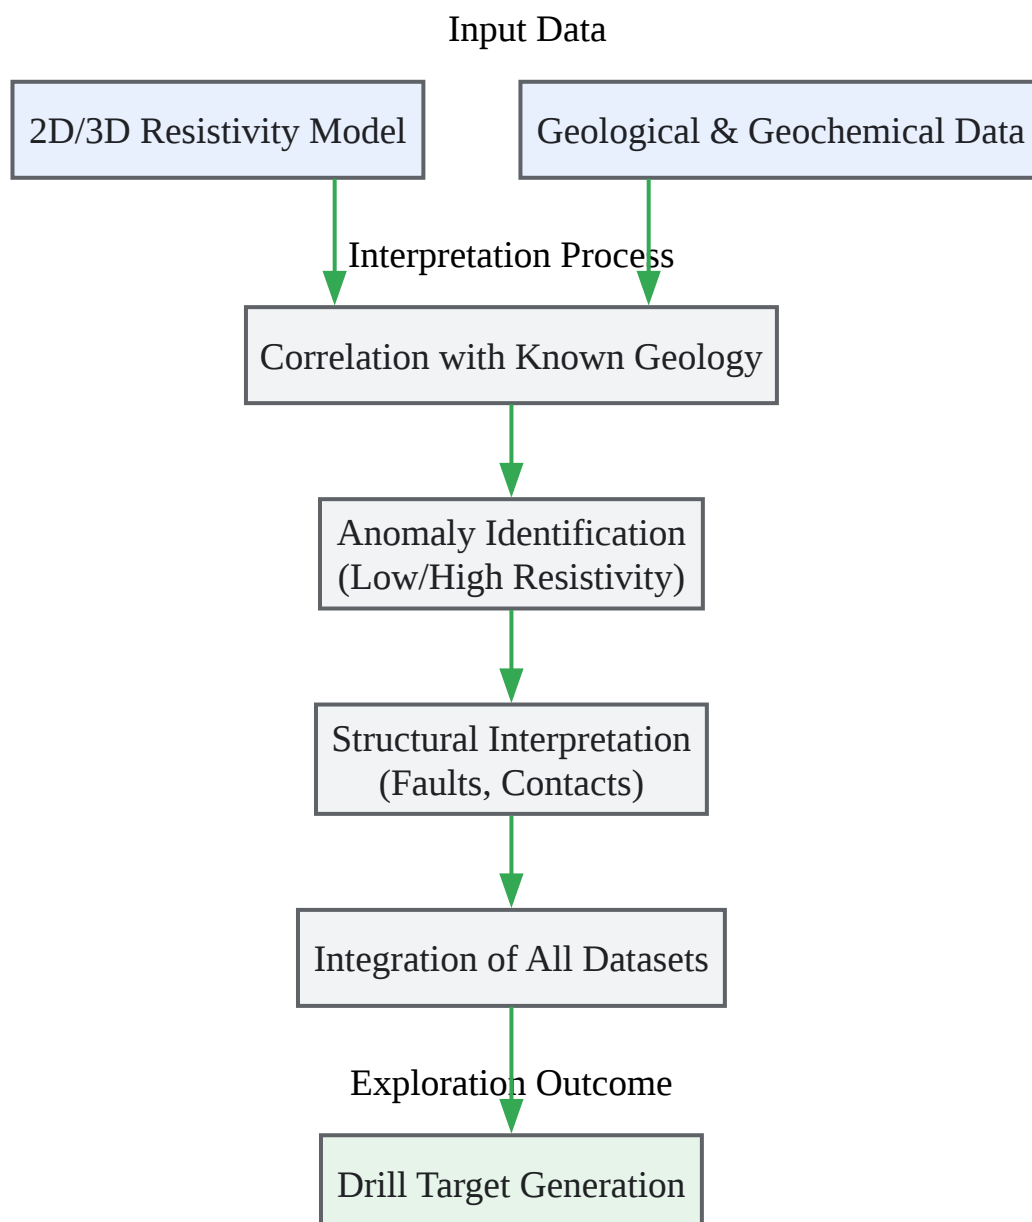 Input Data
2D/3D Resistivity Model
Geological & Geochemical Data
Interpretation Process
Correlation with Known Geology
Anomaly Identification
(Low/High Resistivity)
Structural Interpretation
(Faults, Contacts)
Integration of All Datasets
Exploration Outcome
Drill Target Generation